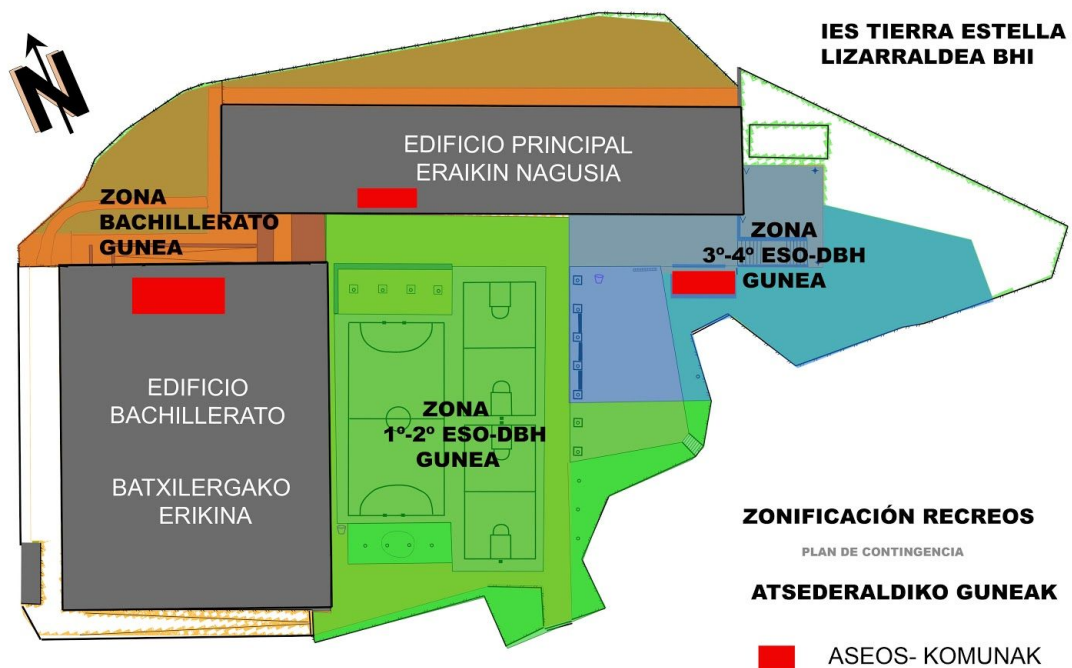 IES TIERRA ESTELLA
LIZARRALDEA BHI
N
EDIFICIO PRINCIPAL
ERAIKIN NAGUSIA
ZONA
BACHILLERATO
GUNEA
ZONA
3º-4º ESO-DBH
GUNEA
EDIFICIO
BACHILLERATO
BATXILERGAKO
ERIKINA
ZONA
1º-2º ESO-DBH
GUNEA
ZONIFICACIÓN RECREOS
PLAN DE CONTINGENCIA
ATSEDERALDIKO GUNEAK
ASEOS- KOMUNAK